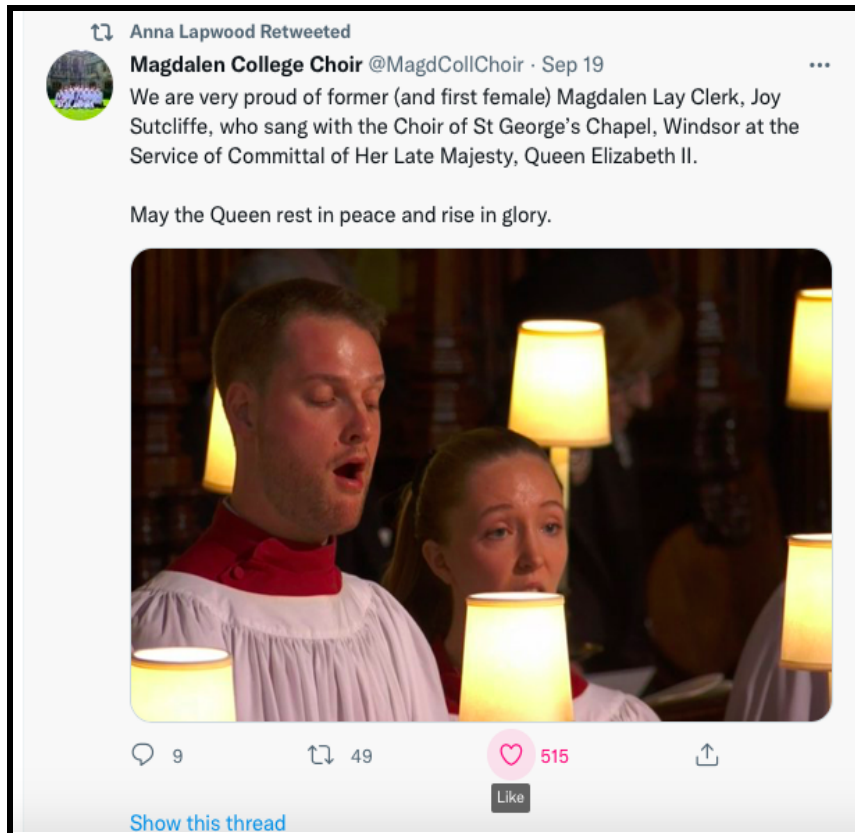 Anna Lapwood Retweeted
Magdalen College Choir @MagdCollChoir · Sep 19
We are very proud of former (and first female) Magdalen Lay Clerk, Joy
Sutcliffe, who sang with the Choir of St George's Chapel, Windsor at the
Service of Committal of Her Late Majesty, Queen Elizabeth II.
May the Queen rest in peace and rise in glory.
9 49 515
Like
Show this thread